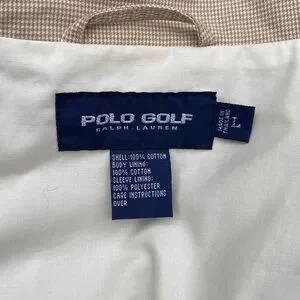 POLO GOLF
RALPH LAUREN
MADE IN
THAILAND
L
SHELL: 100% COTTON
BODY LINING:
100% COTTON
SLEEVE LINING:
100% POLYESTER
CARE INSTRUCTIONS
OVER